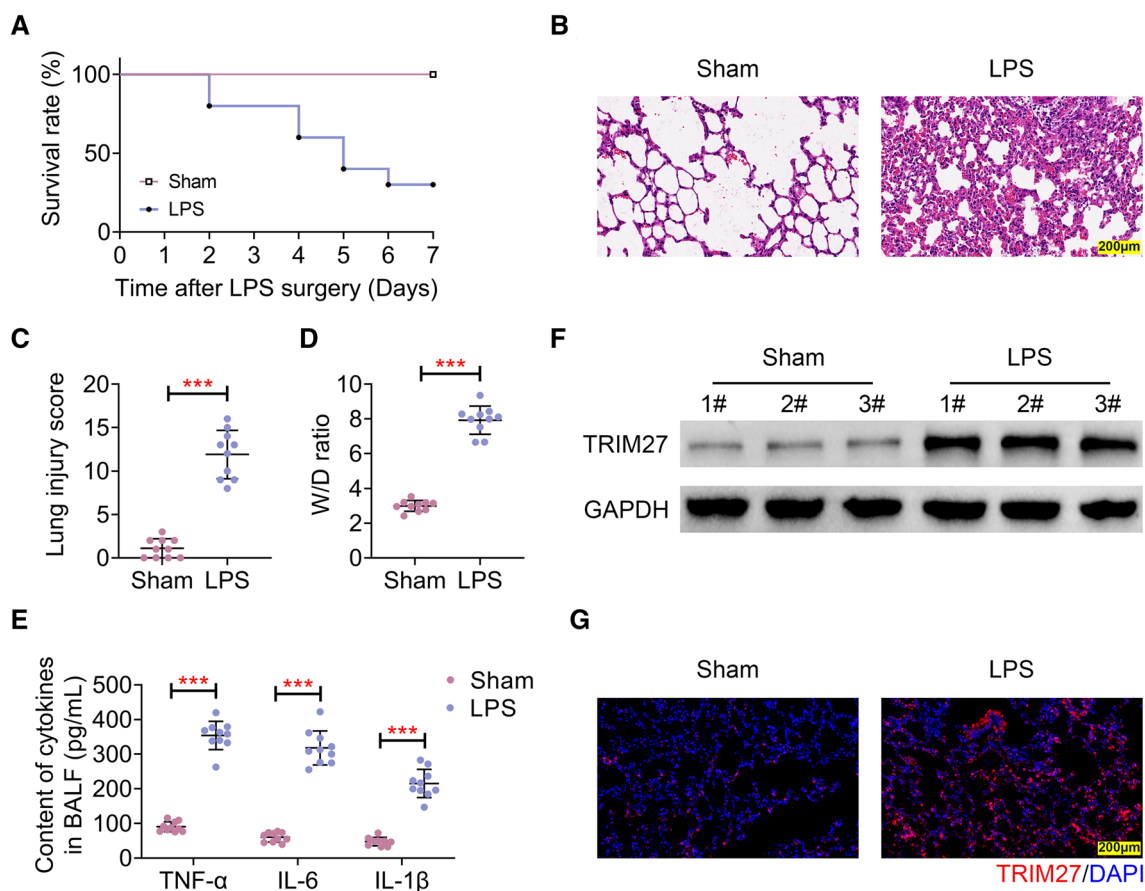 A
Survival rate (%)
100
50
0
Sham
LPS
0 1 2 3 4 5 6 7
Time after LPS surgery (Days)
B
Sham LPS
200μm
C
Lung injury score
20
15
10
5
0
***
Sham LPS
D
W/D ratio
10
8
6
4
2
0
***
Sham LPS
F
Sham LPS
1# 2# 3# 1# 2# 3#
TRIM27
GAPDH
E
Content of cytokines
in BALF (pg/mL)
500
400
300
200
100
0
*** *** ***
Sham
LPS
TNF-α IL-6 IL-1β
G
Sham LPS
200μm
TRIM27/DAPI